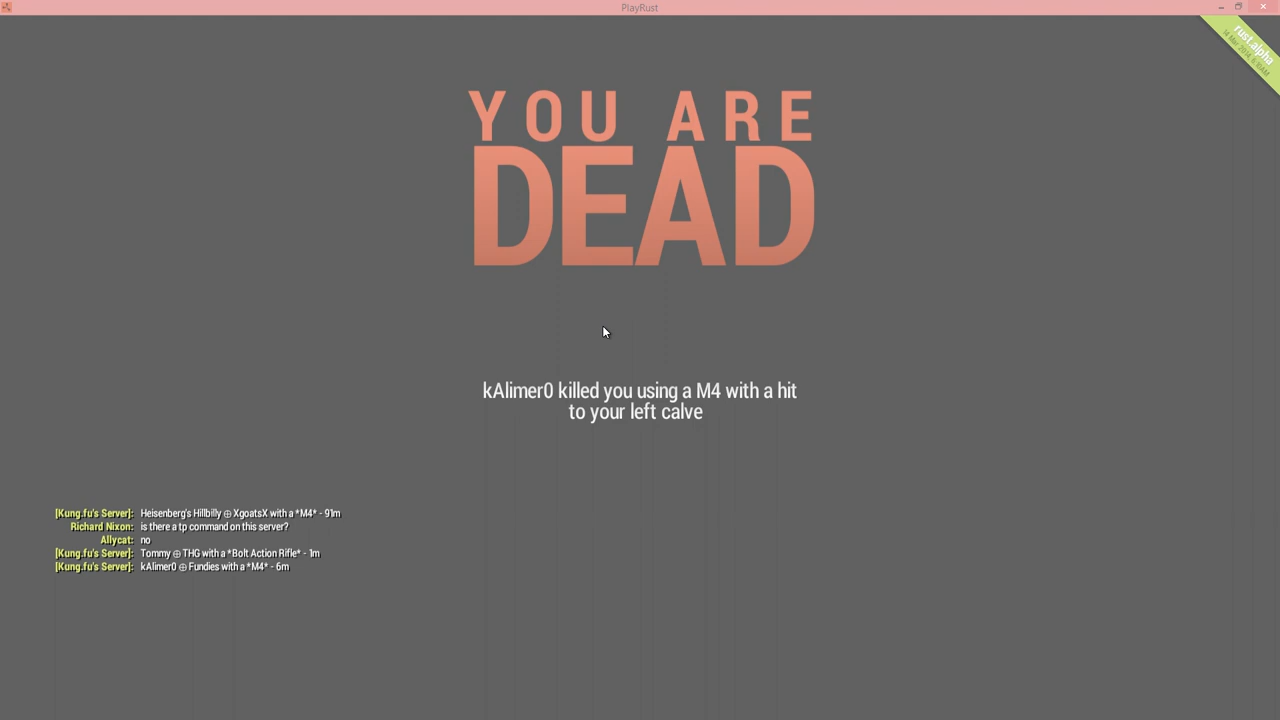 PlayRust
rust.alpha
YOU ARE
DEAD
kAlimer0 killed you using a M4 with a hit
to your left calve
[Kung.fu's Server]: Heisenberg's Hillbilly ⊕ XgoatsX with a *M4* - 91m
Richard Nixon: is there a tp command on this server?
Allycat: no
[Kung.fu's Server]: Tommy ⊕ THG with a *Bolt Action Rifle* - 1m
[Kung.fu's Server]: kAlimer0 ⊕ Fundies with a *M4* - 6m